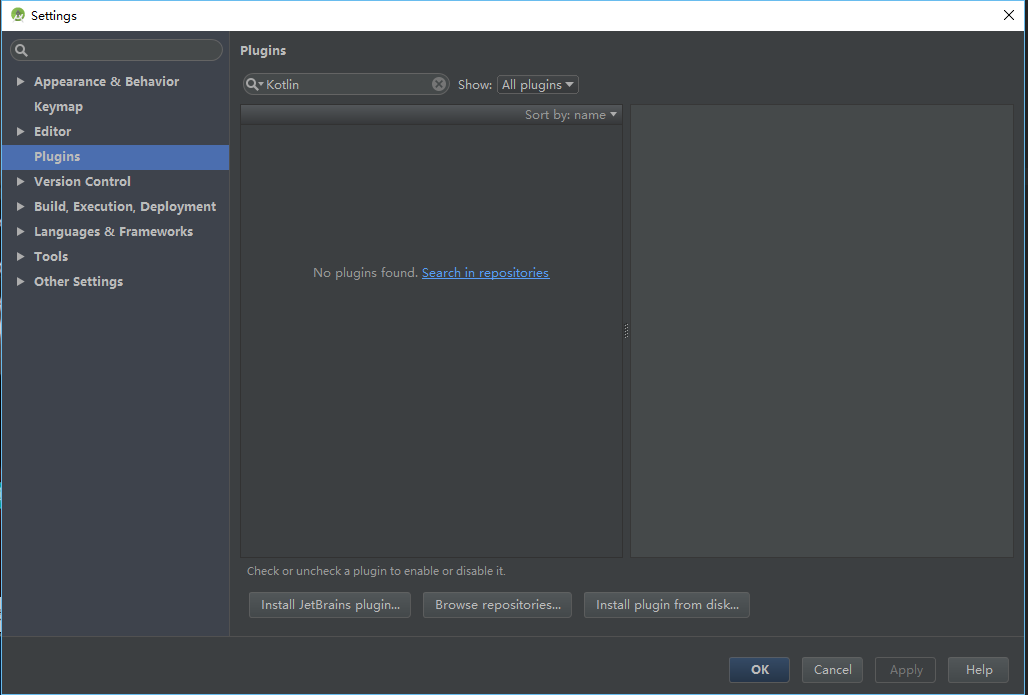 Settings
Plugins
Kotlin Show: All plugins
Appearance & Behavior
Keymap
Editor
Plugins
Version Control
Build, Execution, Deployment
Languages & Frameworks
Tools
Other Settings
Sort by: name
No plugins found. Search in repositories
Check or uncheck a plugin to enable or disable it.
Install JetBrains plugin... Browse repositories... Install plugin from disk...
OK Cancel Apply Help